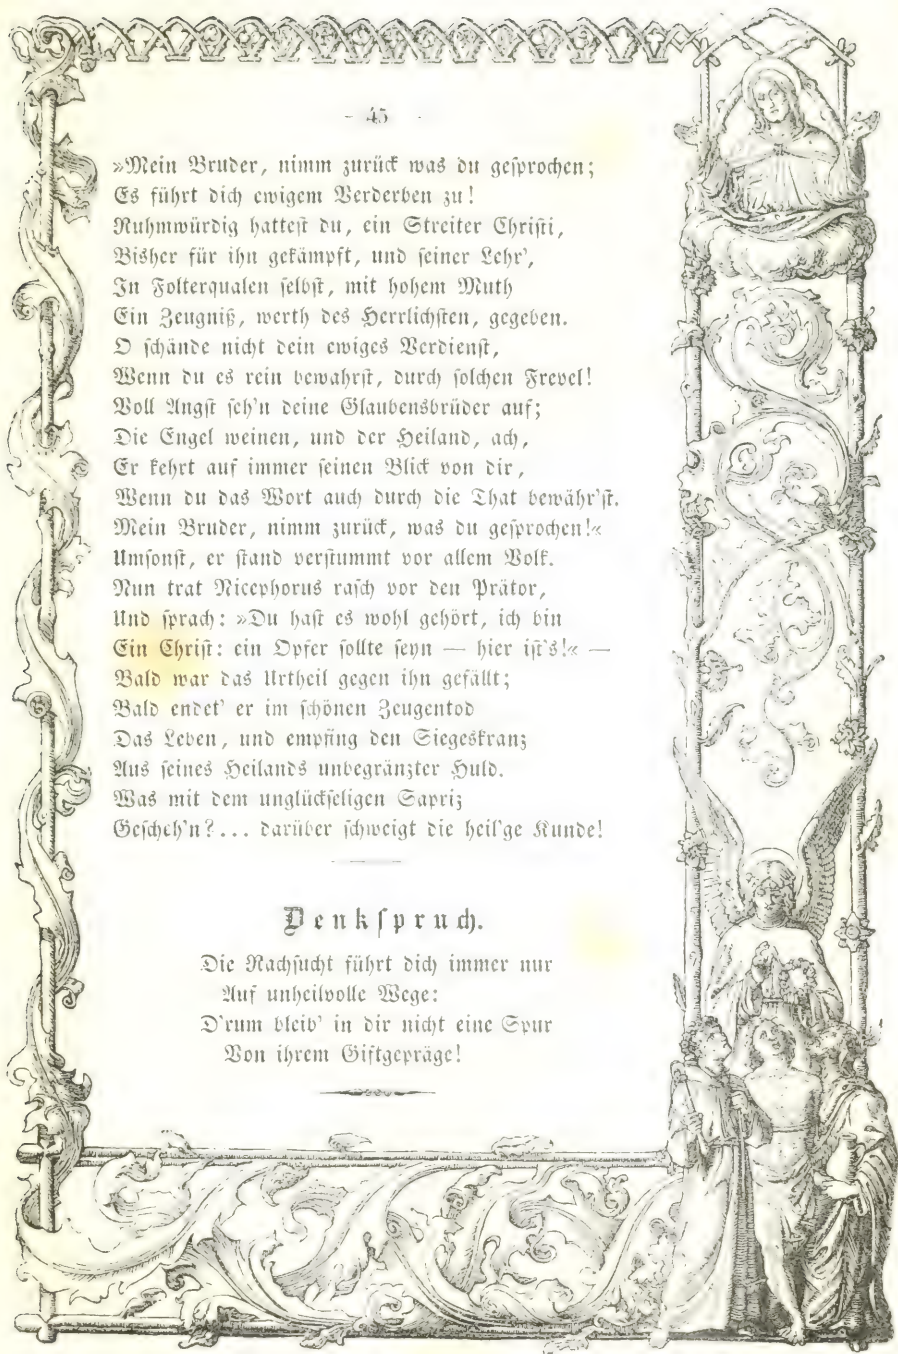 - 45 -
»Mein Bruder, nimm zurück was du gesprochen;
Es führt dich ewigem Verderben zu!
Ruhmwürdig hattest du, ein Streiter Christi,
Bisher für ihn gekämpft, und seiner Lehr',
In Folterqualen selbst, mit hohem Muth
Ein Zeugniß, werth des Herrlichsten, gegeben.
O schände nicht dein ewiges Verdienst,
Wenn du es rein bewahrst, durch solchen Frevel!
Voll Angst seh'n deine Glaubensbrüder auf;
Die Engel weinen, und der Heiland, ach,
Er kehrt auf immer seinen Blick von dir,
Wenn du das Wort auch durch die That bewähr'st.
Mein Bruder, nimm zurück, was du gesprochen!«
Umsonst, er stand verstummt vor allem Volk.
Nun trat Nicephorus rasch vor den Prätor,
Und sprach: »Du hast es wohl gehört, ich bin
Ein Christ: ein Opfer sollte seyn — hier ist's!« —
Bald war das Urtheil gegen ihn gefällt;
Bald endet' er im schönen Zeugentod
Das Leben, und empfing den Siegeskranz
Aus seines Heilands unbegränzter Huld.
Was mit dem unglückseligen Sapriz
Gescheh'n?... darüber schweigt die heil'ge Kunde!
Denkspruch.
Die Rachsucht führt dich immer nur
Auf unheilvolle Wege:
D'rum bleib' in dir nicht eine Spur
Von ihrem Giftgepräge!